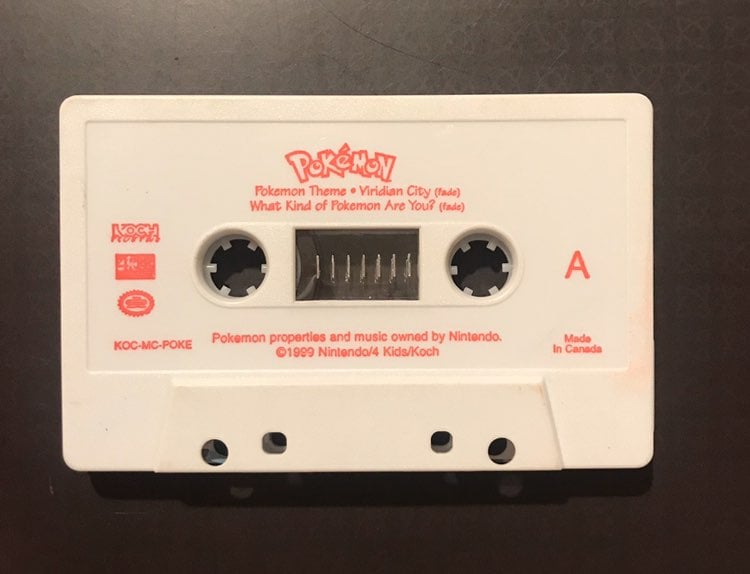 POKéMON
Pokemon Theme • Viridian City (fade)
What Kind of Pokemon Are You? (fade)
KOCH
A
KOC-MC-POKE
Pokemon properties and music owned by Nintendo.
©1999 Nintendo/4 Kids/Koch
Made
In Canada